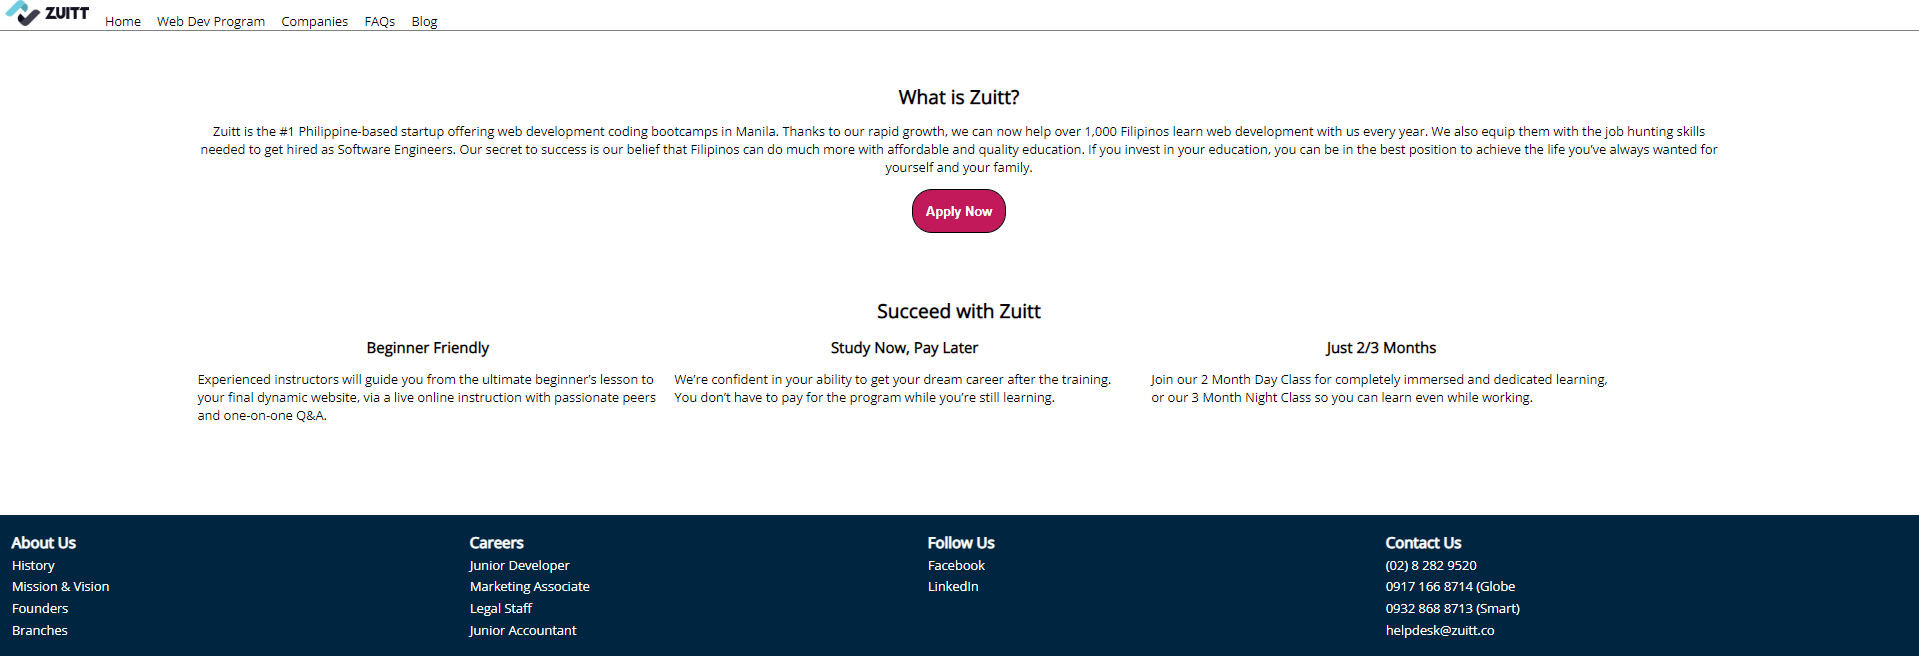 ZUITT
Home Web Dev Program Companies FAQs Blog
What is Zuitt?
Zuitt is the #1 Philippine-based startup offering web development coding bootcamps in Manila. Thanks to our rapid growth, we can now help over 1,000 Filipinos learn web development with us every year. We also equip them with the job hunting skills
needed to get hired as Software Engineers. Our secret to success is our belief that Filipinos can do much more with affordable and quality education. If you invest in your education, you can be in the best position to achieve the life you’ve always wanted for
yourself and your family.
Apply Now
Succeed with Zuitt
Beginner Friendly
Experienced instructors will guide you from the ultimate beginner’s lesson to
your final dynamic website, via a live online instruction with passionate peers
and one-on-one Q&A.
Study Now, Pay Later
We’re confident in your ability to get your dream career after the training.
You don’t have to pay for the program while you’re still learning.
Just 2/3 Months
Join our 2 Month Day Class for completely immersed and dedicated learning,
or our 3 Month Night Class so you can learn even while working.
About Us
History
Mission & Vision
Founders
Branches
Careers
Junior Developer
Marketing Associate
Legal Staff
Junior Accountant
Follow Us
Facebook
LinkedIn
Contact Us
(02) 8 282 9520
0917 166 8714 (Globe
0932 868 8713 (Smart)
helpdesk@zuitt.co